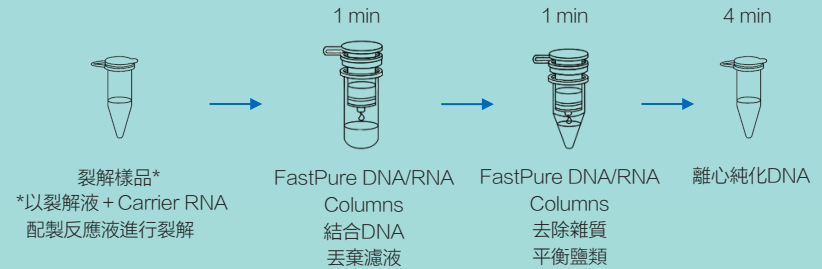 1 min
1 min
4 min
裂解樣品*
*以裂解液+Carrier RNA
配製反應液進行裂解
FastPure DNA/RNA
Columns
結合DNA
丟棄濾液
FastPure DNA/RNA
Columns
去除雜質
平衡鹽類
離心純化DNA